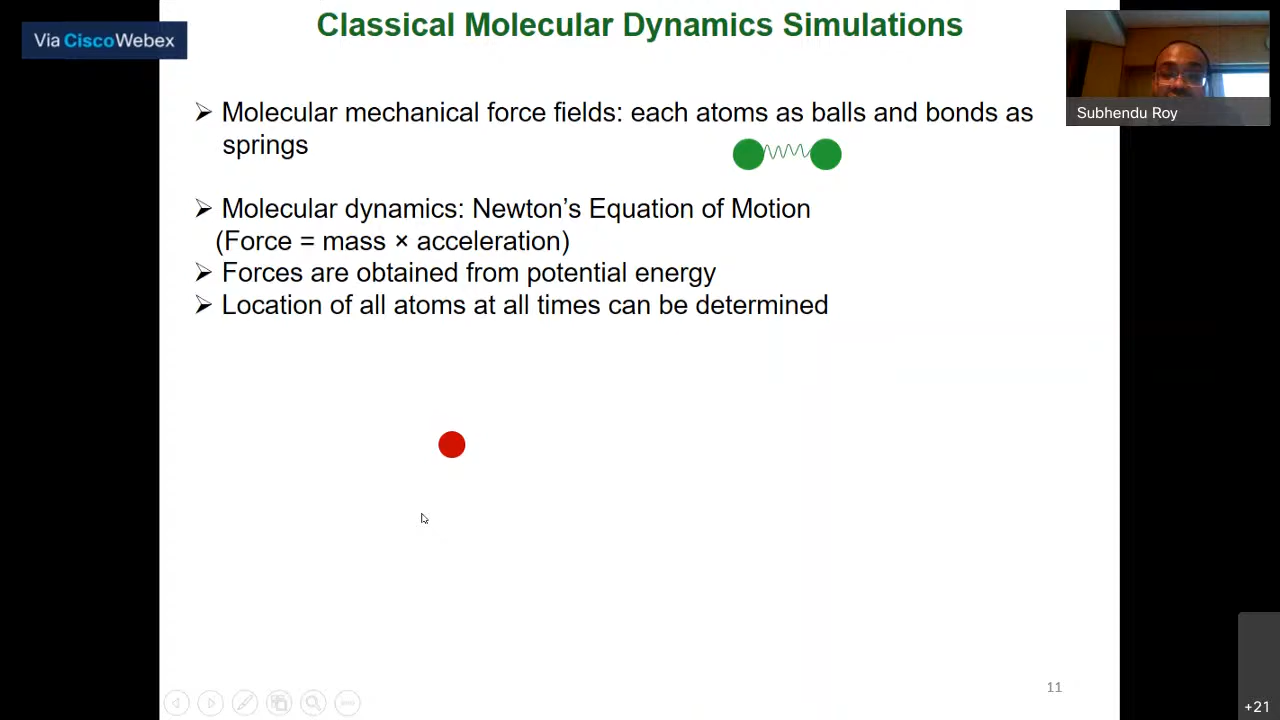 Classical Molecular Dynamics Simulations
Via Cisco Webex
Subhendu Roy
➢ Molecular mechanical force fields: each atoms as balls and bonds as
springs
➢ Molecular dynamics: Newton’s Equation of Motion
(Force = mass × acceleration)
➢ Forces are obtained from potential energy
➢ Location of all atoms at all times can be determined
11
+21